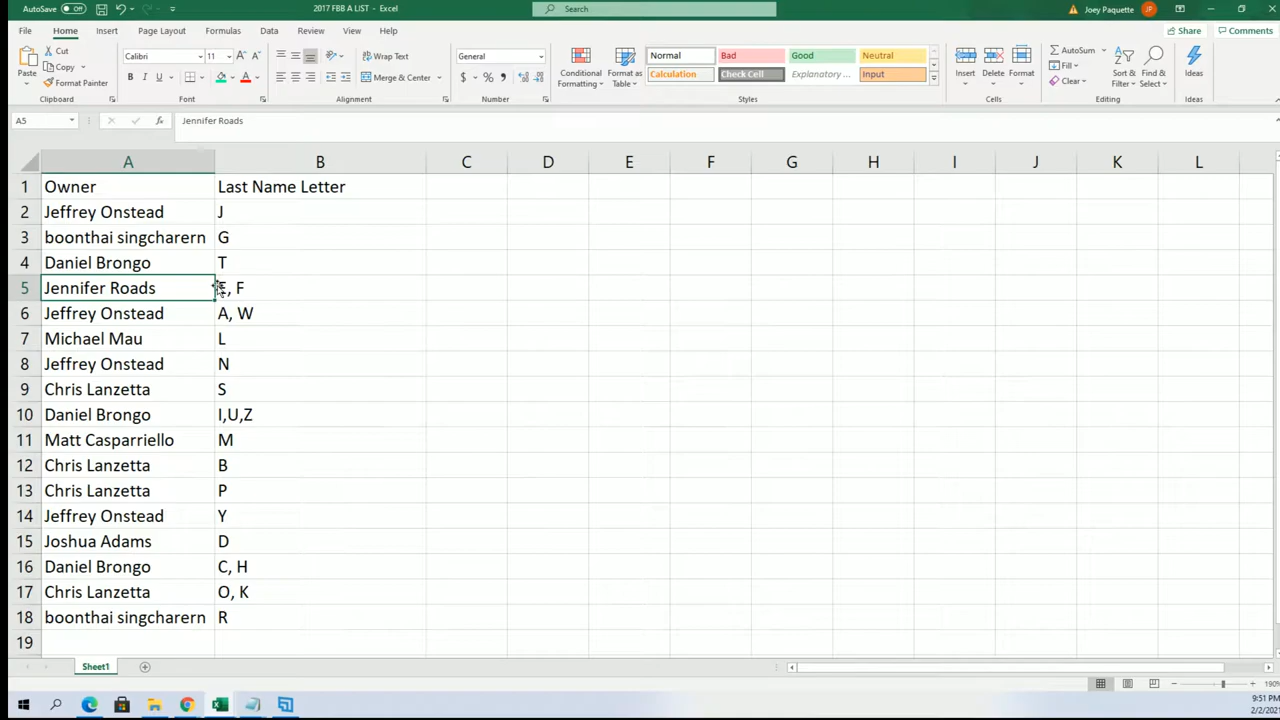 AutoSave Off 2017 FBB A LIST - Excel Search Joey Paquette JP
File Home Insert Page Layout Formulas Data Review View Help Share Comments
Paste Cut Copy Format Painter Clipboard
Calibri 11 B I U A Font
Wrap Text Merge & Center Alignment
General $ % Number
Conditional Formatting Format as Table Normal Bad Good Neutral Calculation Check Cell Explanatory ... Input Styles
Insert Delete Format Cells
AutoSum Fill Clear Sort & Filter Find & Select Editing
Ideas Ideas
A5 fx Jennifer Roads
A B C D E F G H I J K L
1 Owner Last Name Letter
2 Jeffrey Onstead J
3 boonthai singcharern G
4 Daniel Brongo T
5 Jennifer Roads E, F
6 Jeffrey Onstead A, W
7 Michael Mau L
8 Jeffrey Onstead N
9 Chris Lanzetta S
10 Daniel Brongo I,U,Z
11 Matt Casparriello M
12 Chris Lanzetta B
13 Chris Lanzetta P
14 Jeffrey Onstead Y
15 Joshua Adams D
16 Daniel Brongo C, H
17 Chris Lanzetta O, K
18 boonthai singcharern R
19
Sheet1
190%
9:51 PM
2/2/2021